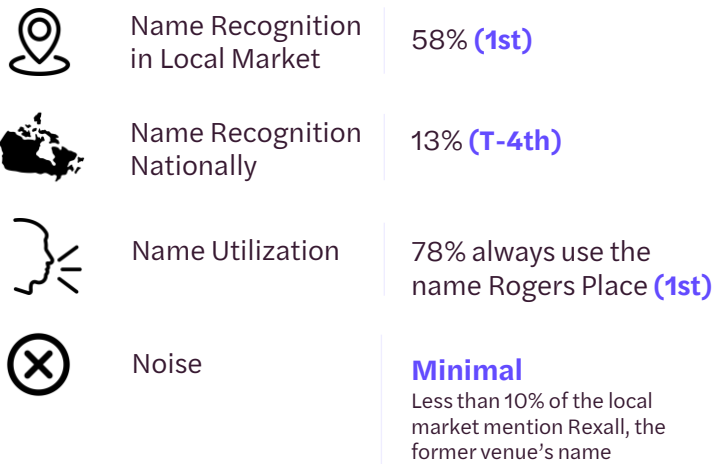 Name Recognition
in Local Market
58% (1st)
Name Recognition
Nationally
13% (T-4th)
Name Utilization
78% always use the
name Rogers Place (1st)
Noise
Minimal
Less than 10% of the local
market mention Rexall, the
former venue’s name